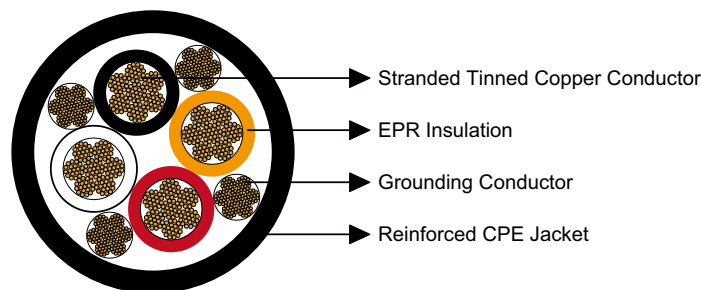 Stranded Tinned Copper Conductor
EPR Insulation
Grounding Conductor
Reinforced CPE Jacket